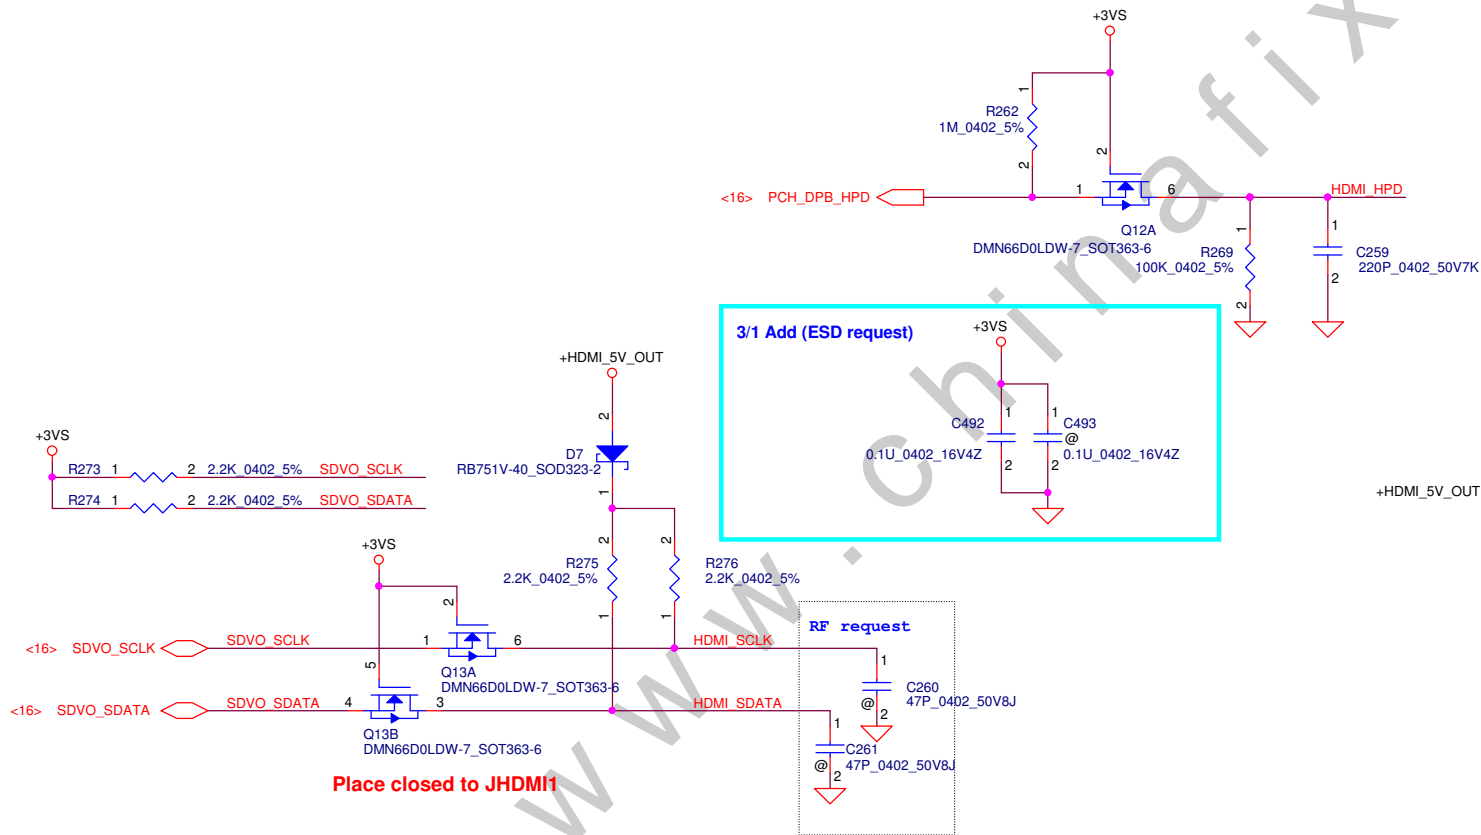 +3VS
1
R262
1M_0402_5%
2
2
<16> PCH_DPB_HPD
1
6
HDMI_HPD
Q12A
DMN66D0LDW-7_SOT363-6
1
R269
100K_0402_5%
2
1
C259
220P_0402_50V7K
2
3/1 Add (ESD request)
+3VS
1
C492
0.1U_0402_16V4Z
2
1
C493
@
0.1U_0402_16V4Z
2
+HDMI_5V_OUT
+HDMI_5V_OUT
2
D7
RB751V-40_SOD323-2
1
+3VS
R273 1 2 2.2K_0402_5% SDVO_SCLK
R274 1 2 2.2K_0402_5% SDVO_SDATA
2
R275
2.2K_0402_5%
1
2
R276
2.2K_0402_5%
1
+3VS
2
<16> SDVO_SCLK SDVO_SCLK 1 6 HDMI_SCLK
Q13A
DMN66D0LDW-7_SOT363-6
5
<16> SDVO_SDATA SDVO_SDATA 4 3 HDMI_SDATA
Q13B
DMN66D0LDW-7_SOT363-6
RF request
1
C260
@
47P_0402_50V8J
2
1
C261
@
47P_0402_50V8J
2
Place closed to JHDMI1
www.chinafix